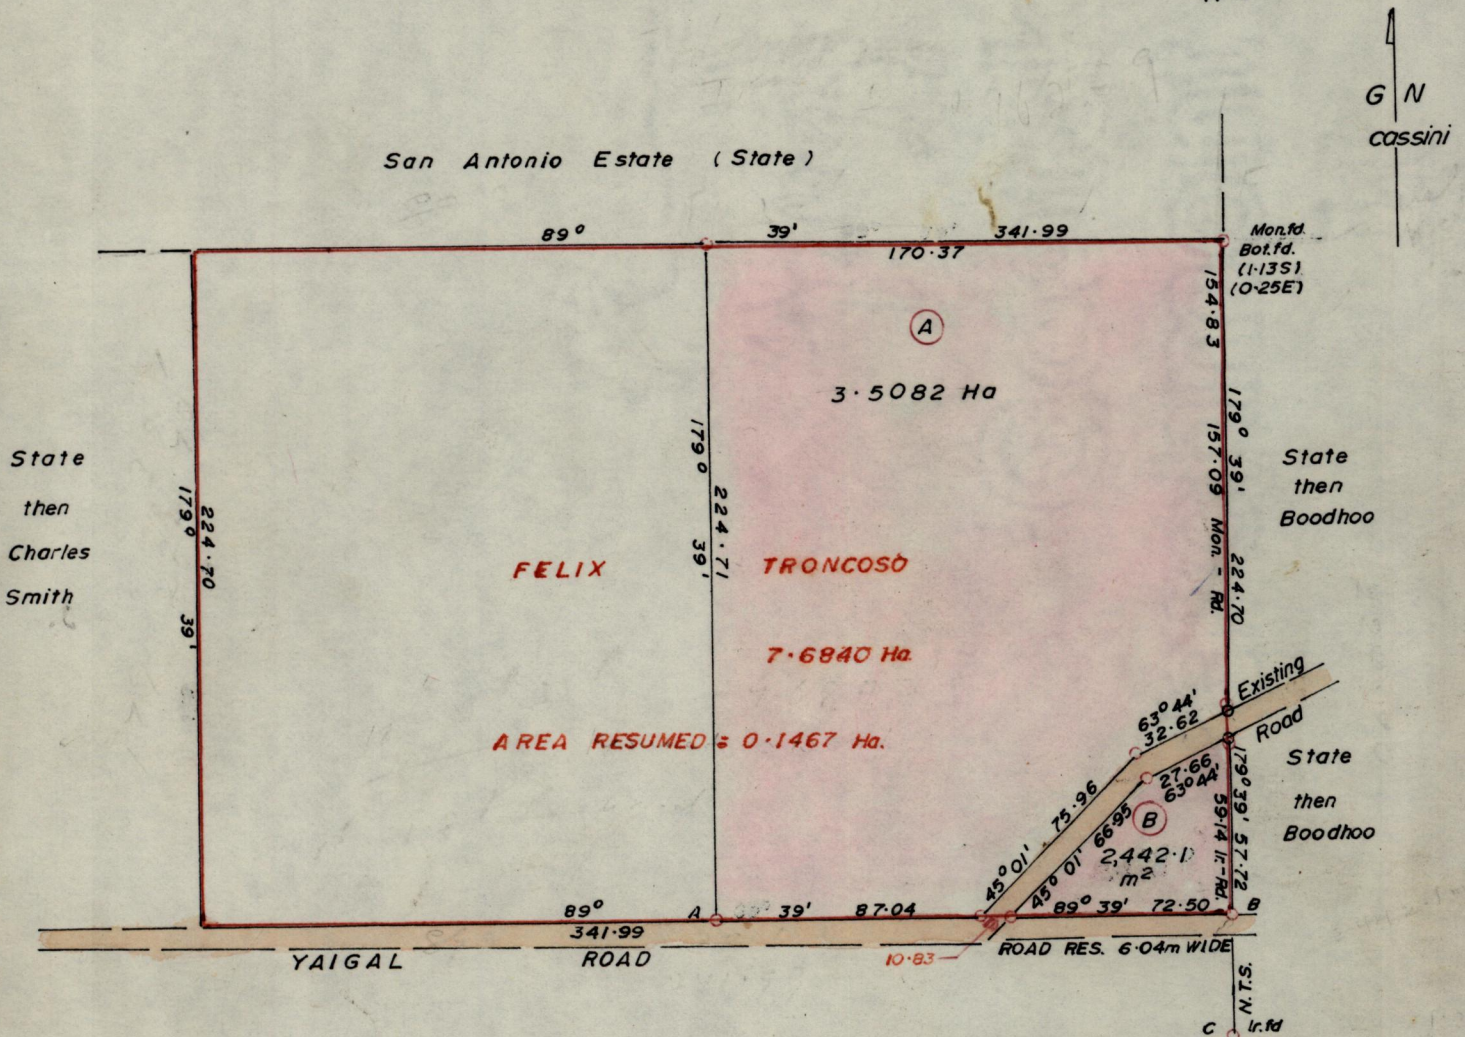 G N
cassini
San Antonio Estate (State)
89° 39' 341·99
170·37
Mon.fd.
Bot.fd.
(1·13S)
(0·25E)
154·83
A
3·5082 Ha
179° 39' 224·70
157·09 Mon. - Rd.
State
then
Charles
Smith
179° 39'
224·70
179° 39'
224·71
State
then
Boodhoo
FELIX TRONCOSO
7·6840 Ha.
AREA RESUMED = 0·1467 Ha.
Existing
Road
63° 44'
32·62
27·66
63° 44'
75·96
45° 01'
66·95
45° 01'
B
2,442·1
m²
179° 39' 57·72
59·14 Ir.-Rd.
State
then
Boodhoo
89° A 39' 87·04 89° 39' 72·50 B
341·99
YAIGAL ROAD
10·83
ROAD RES. 6·04m WIDE
N.T.S.
C Ir.fd